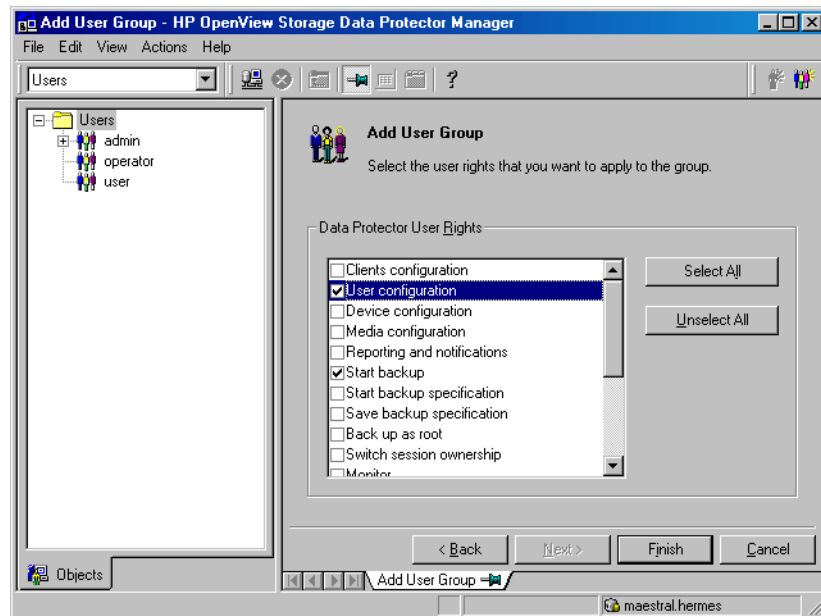 Add User Group - HP OpenView Storage Data Protector Manager
File Edit View Actions Help
Users
?
Users
admin
operator
user
Add User Group
Select the user rights that you want to apply to the group.
Data Protector User Rights
Clients configuration
User configuration
Device configuration
Media configuration
Reporting and notifications
Start backup
Start backup specification
Save backup specification
Back up as root
Switch session ownership
Monitor
Select All
Unselect All
< Back
Next >
Finish
Cancel
Objects
Add User Group
maestral.hermes